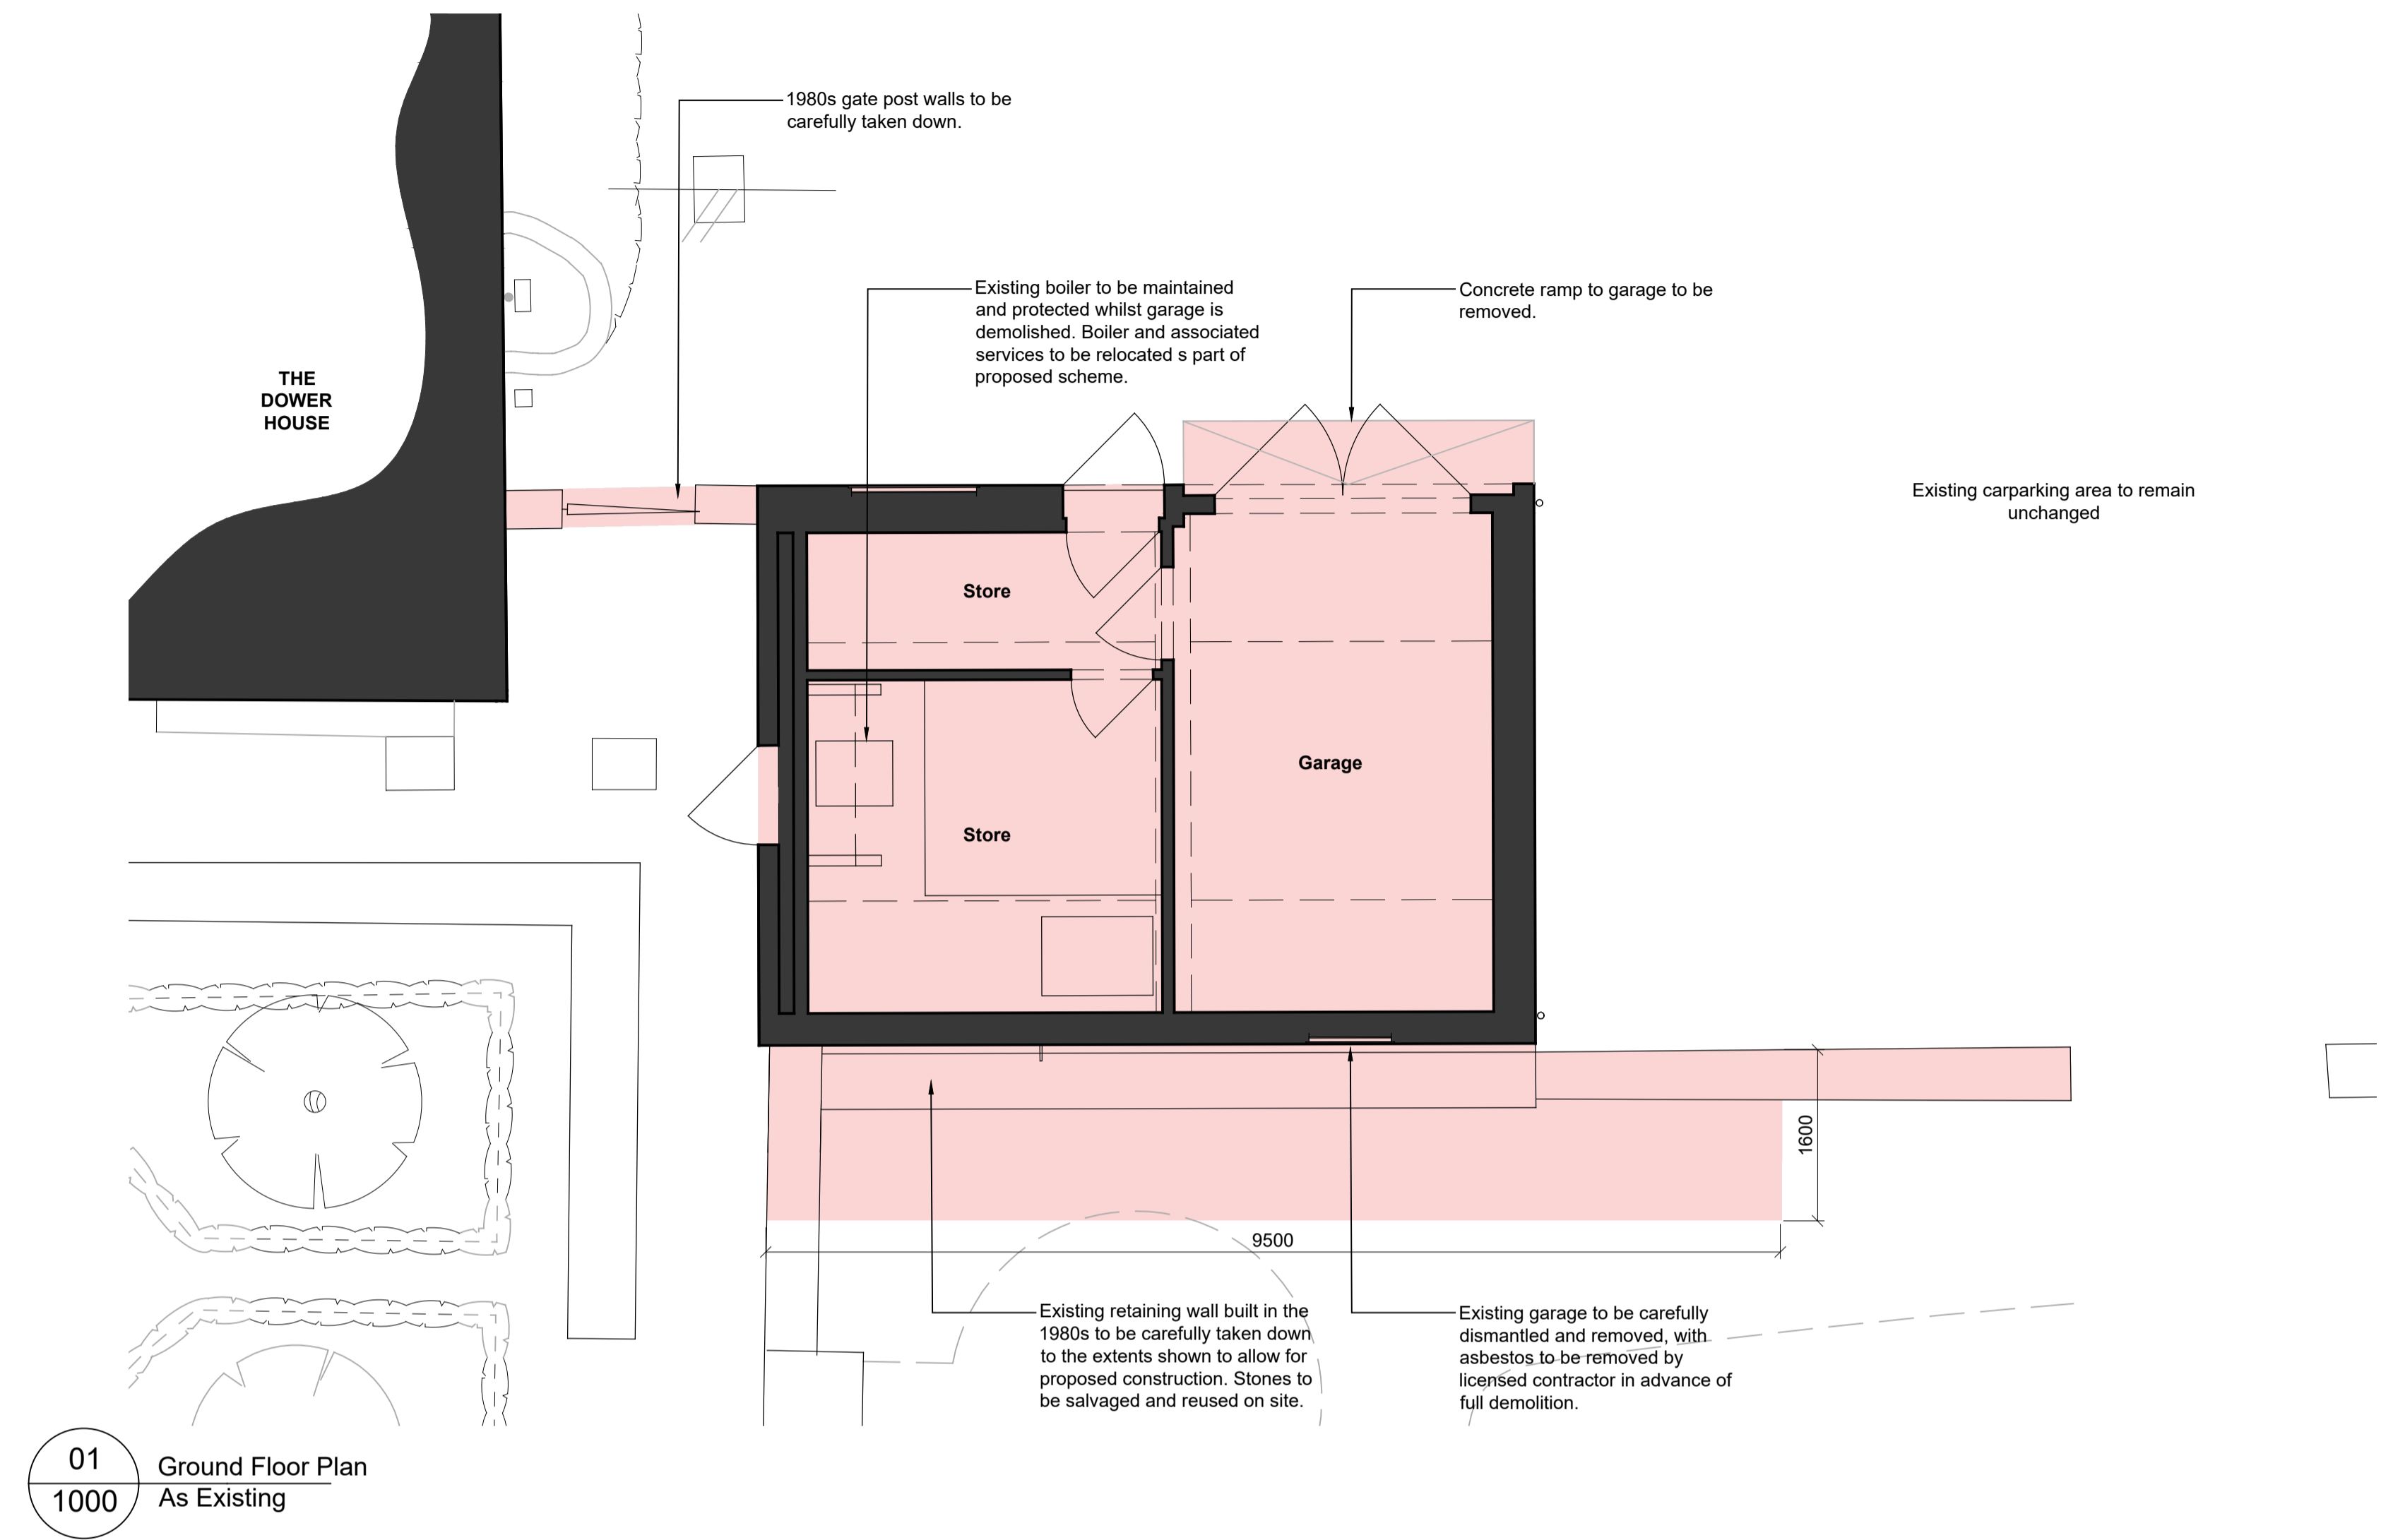 1980s gate post walls to be
carefully taken down.
Existing boiler to be maintained
and protected whilst garage is
demolished. Boiler and associated
services to be relocated s part of
proposed scheme.
Concrete ramp to garage to be
removed.
THE
DOWER
HOUSE
Existing carparking area to remain
unchanged
Store
Garage
Store
1600
9500
Existing retaining wall built in the
1980s to be carefully taken down
to the extents shown to allow for
proposed construction. Stones to
be salvaged and reused on site.
Existing garage to be carefully
dismantled and removed, with
asbestos to be removed by
licensed contractor in advance of
full demolition.
01
1000
Ground Floor Plan
As Existing